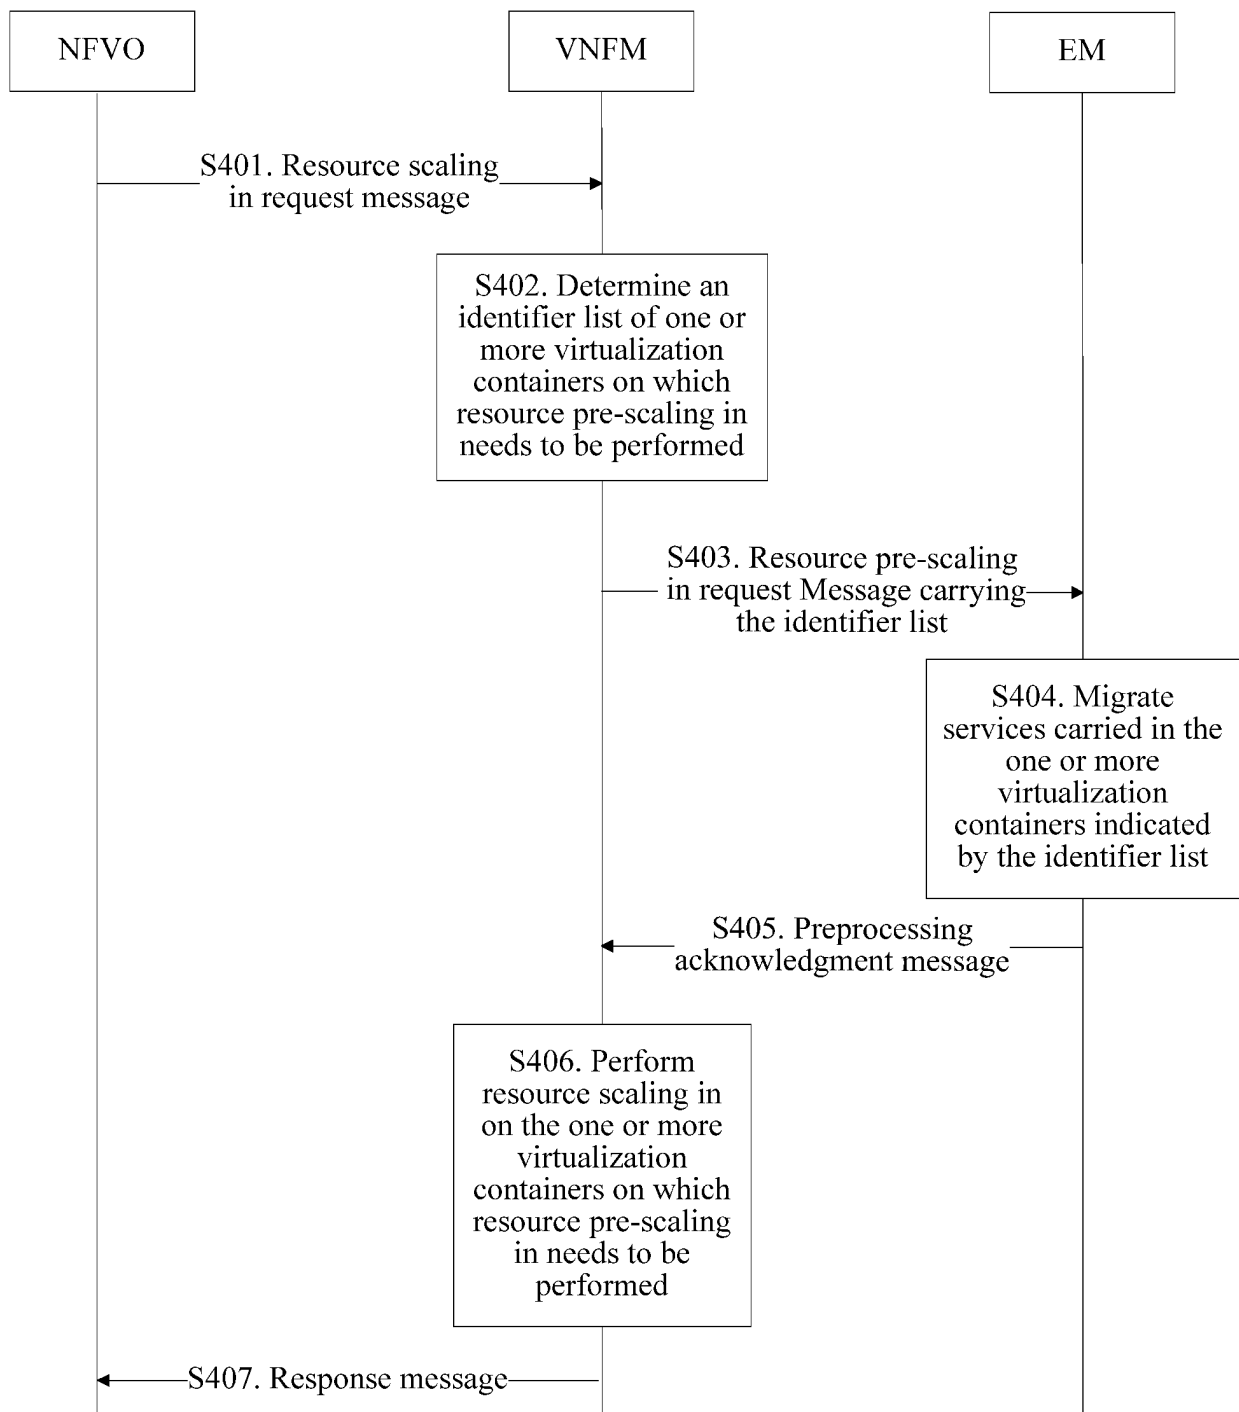 NFVO
VNFM
EM
S401. Resource scaling
in request message
S402. Determine an
identifier list of one or
more virtualization
containers on which
resource pre-scaling in
needs to be performed
S403. Resource pre-scaling
in request Message carrying
the identifier list
S404. Migrate
services carried in the
one or more
virtualization
containers indicated
by the identifier list
S405. Preprocessing
acknowledgment message
S406. Perform
resource scaling in
on the one or more
virtualization
containers on which
resource pre-scaling
in needs to be
performed
S407. Response message